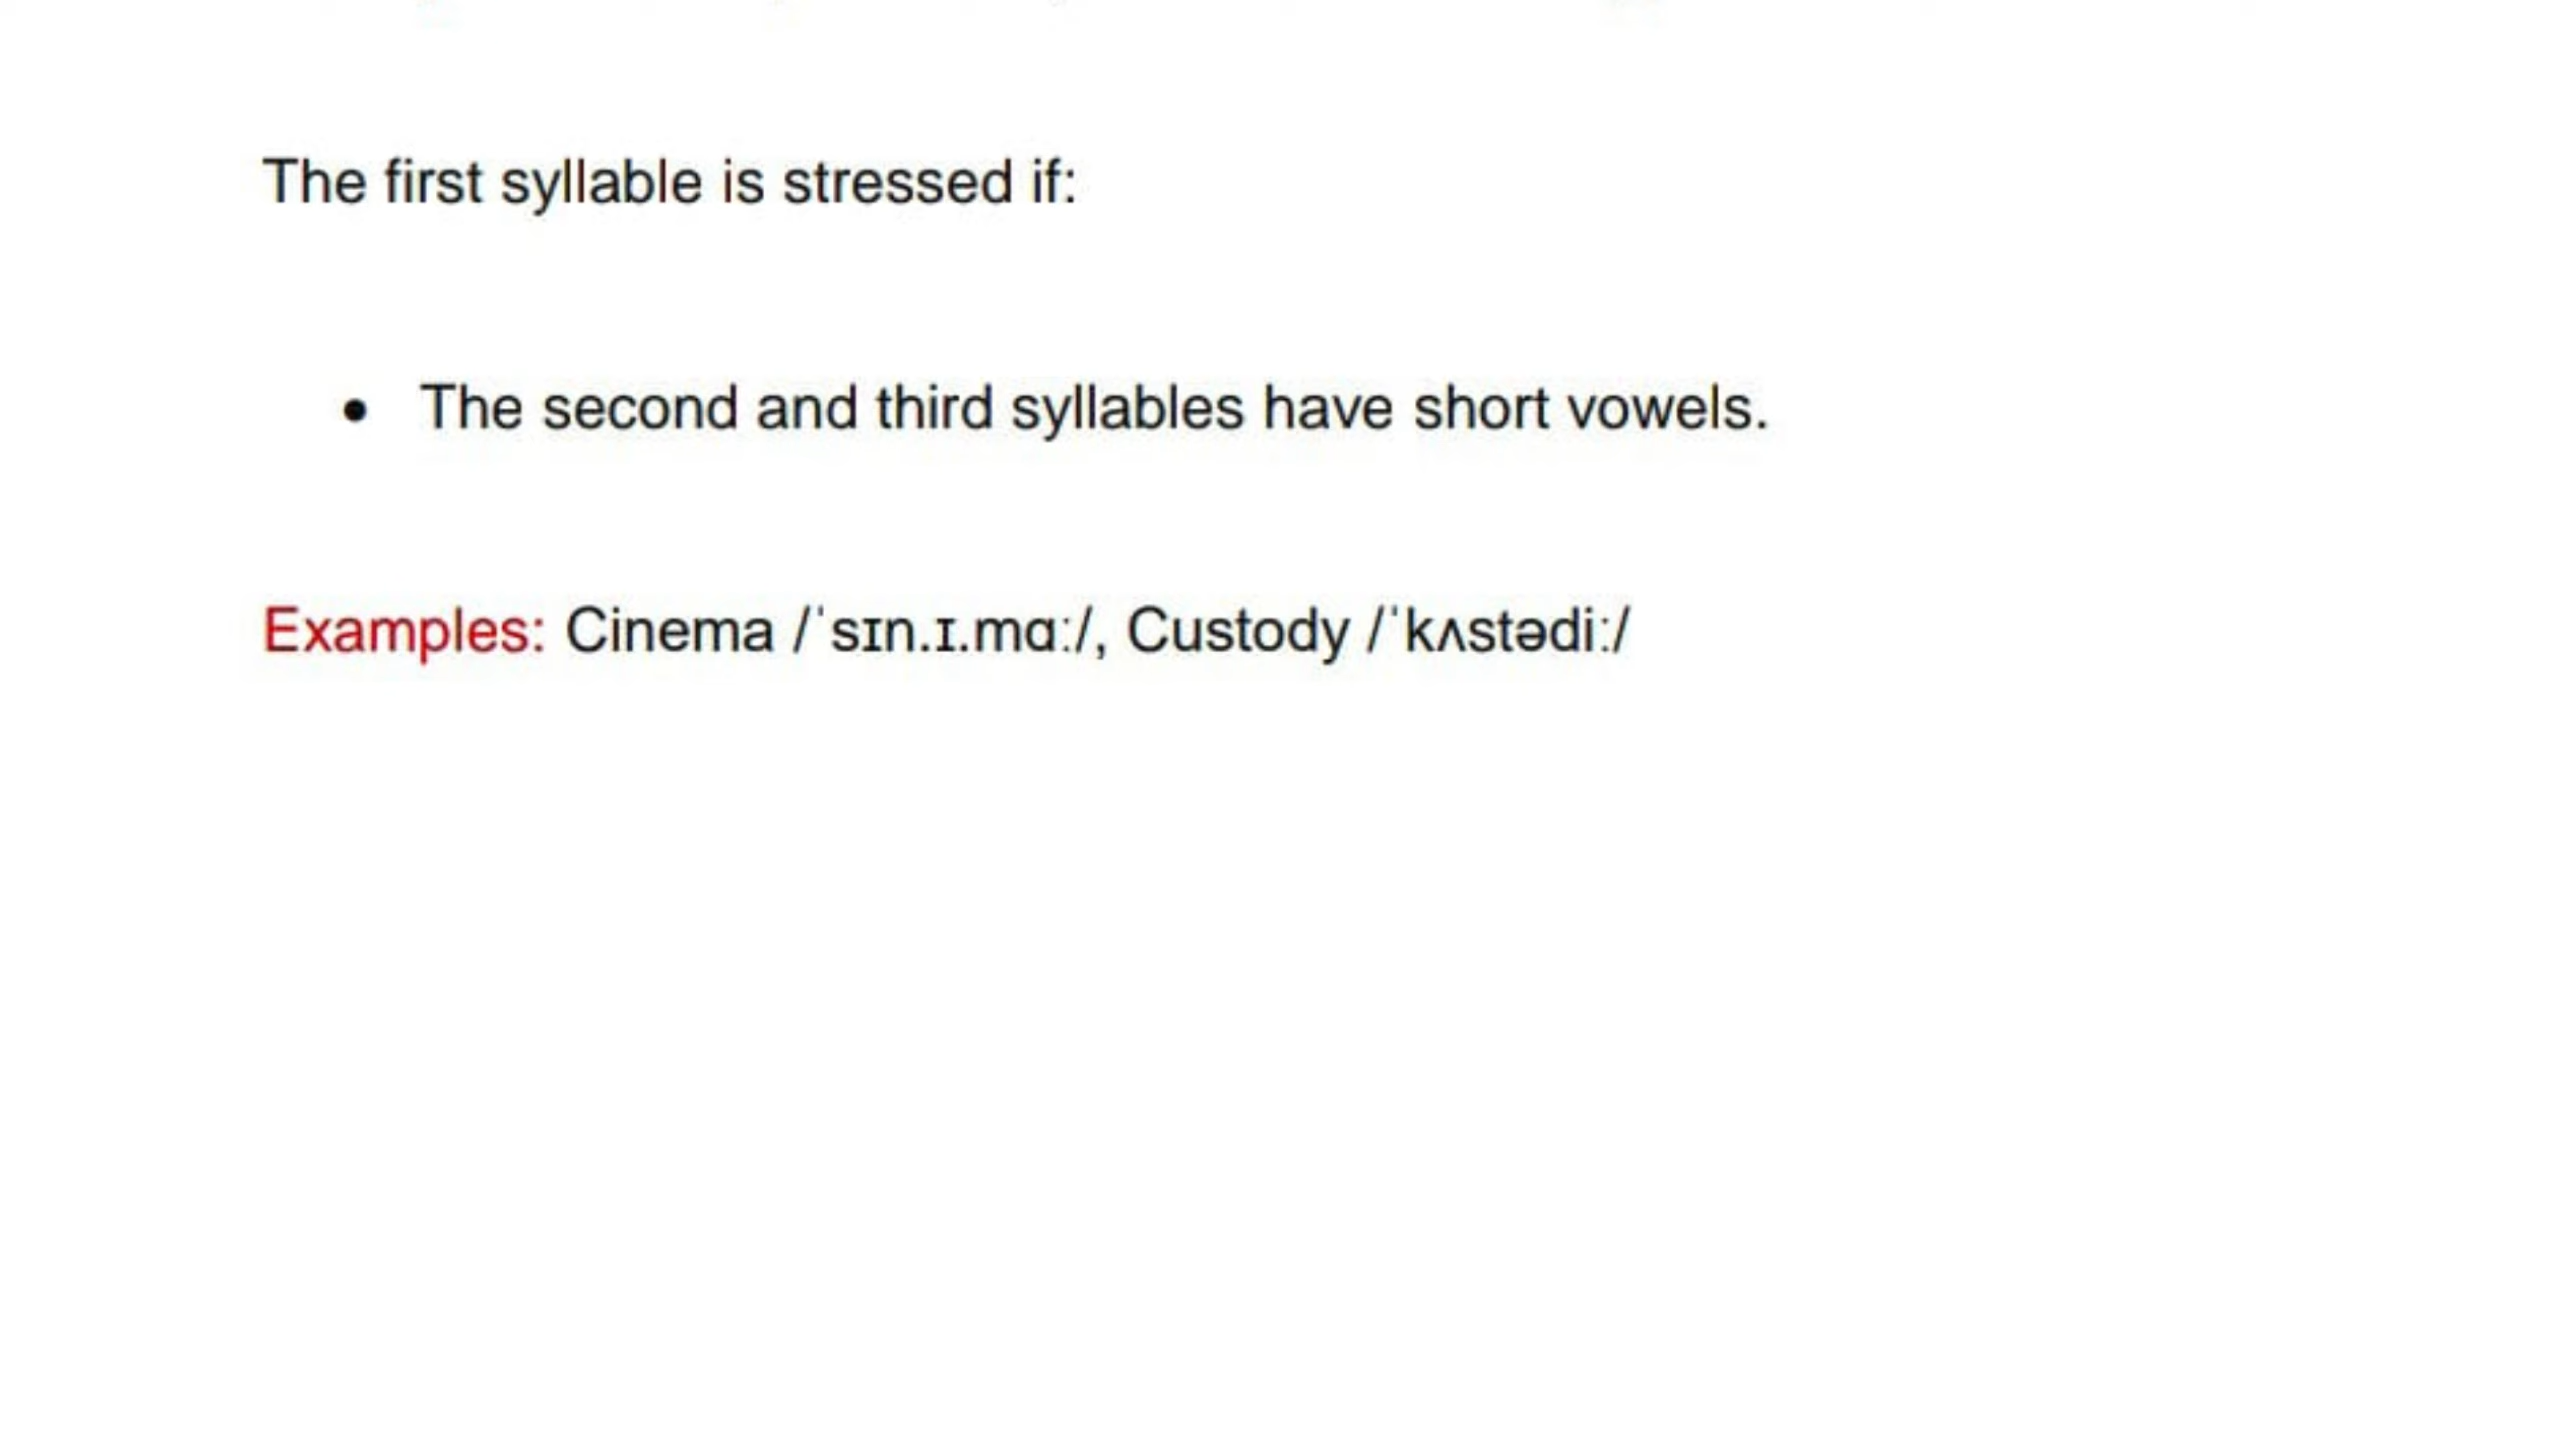 The first syllable is stressed if:
• The second and third syllables have short vowels.
Examples: Cinema /ˈsɪn.ɪ.mɑː/, Custody /ˈkʌstədiː/